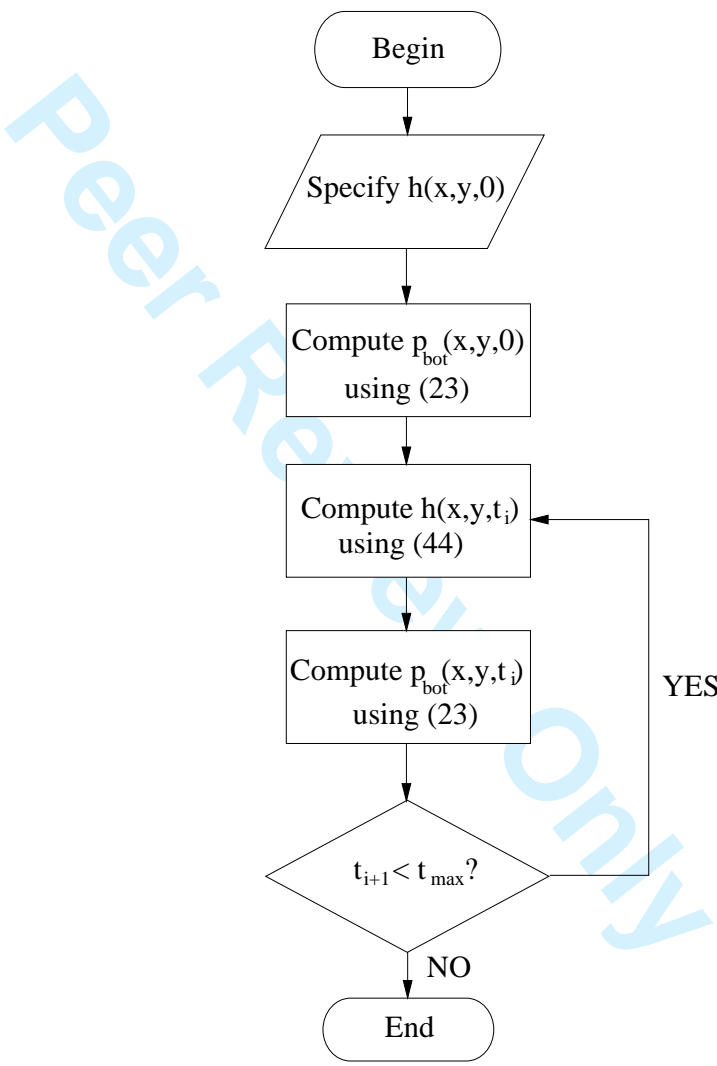 Begin
Specify h(x,y,0)
Compute p_bot(x,y,0)
using (23)
Compute h(x,y,t_i)
using (44)
Compute p_bot(x,y,t_i)
using (23)
YES
t_{i+1} < t_max?
NO
End
Peer Review Only